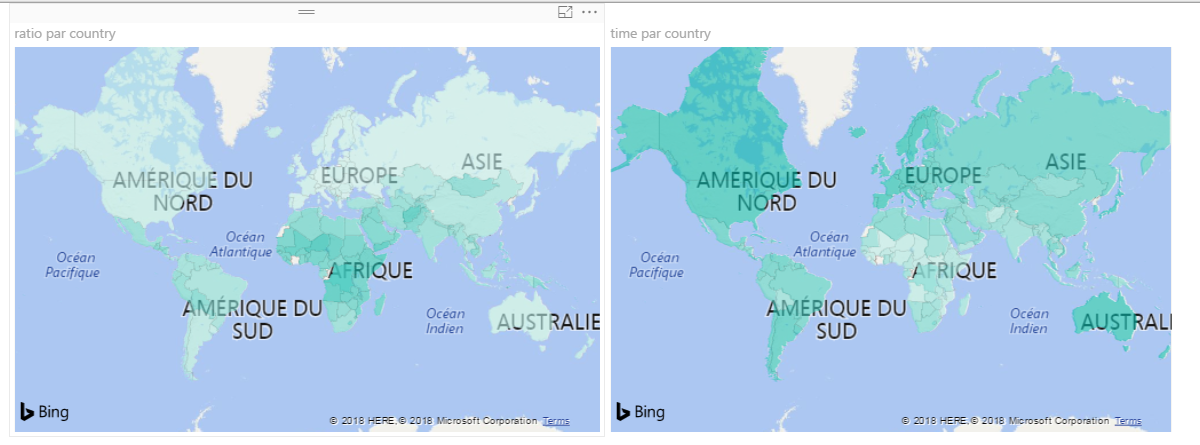 ratio par country
AMÉRIQUE DU
NORD
EUROPE
ASIE
Océan
Pacifique
Océan
Atlantique
AFRIQUE
AMÉRIQUE DU
SUD
Océan
Indien
AUSTRALIE
Bing
© 2018 HERE, © 2018 Microsoft Corporation Terms
time par country
AMÉRIQUE DU
NORD
EUROPE
ASIE
Océan
Pacifique
Océan
Atlantique
AFRIQUE
AMÉRIQUE DU
SUD
Océan
Indien
AUSTRALI
Bing
© 2018 HERE, © 2018 Microsoft Corporation Terms